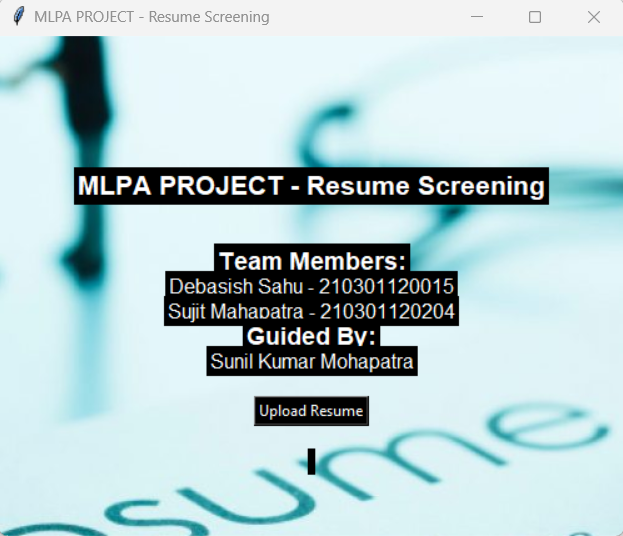 MLPA PROJECT - Resume Screening
MLPA PROJECT - Resume Screening
Team Members:
Debasish Sahu - 210301120015
Sujit Mahapatra - 210301120204
Guided By:
Sunil Kumar Mohapatra
Upload Resume
esume